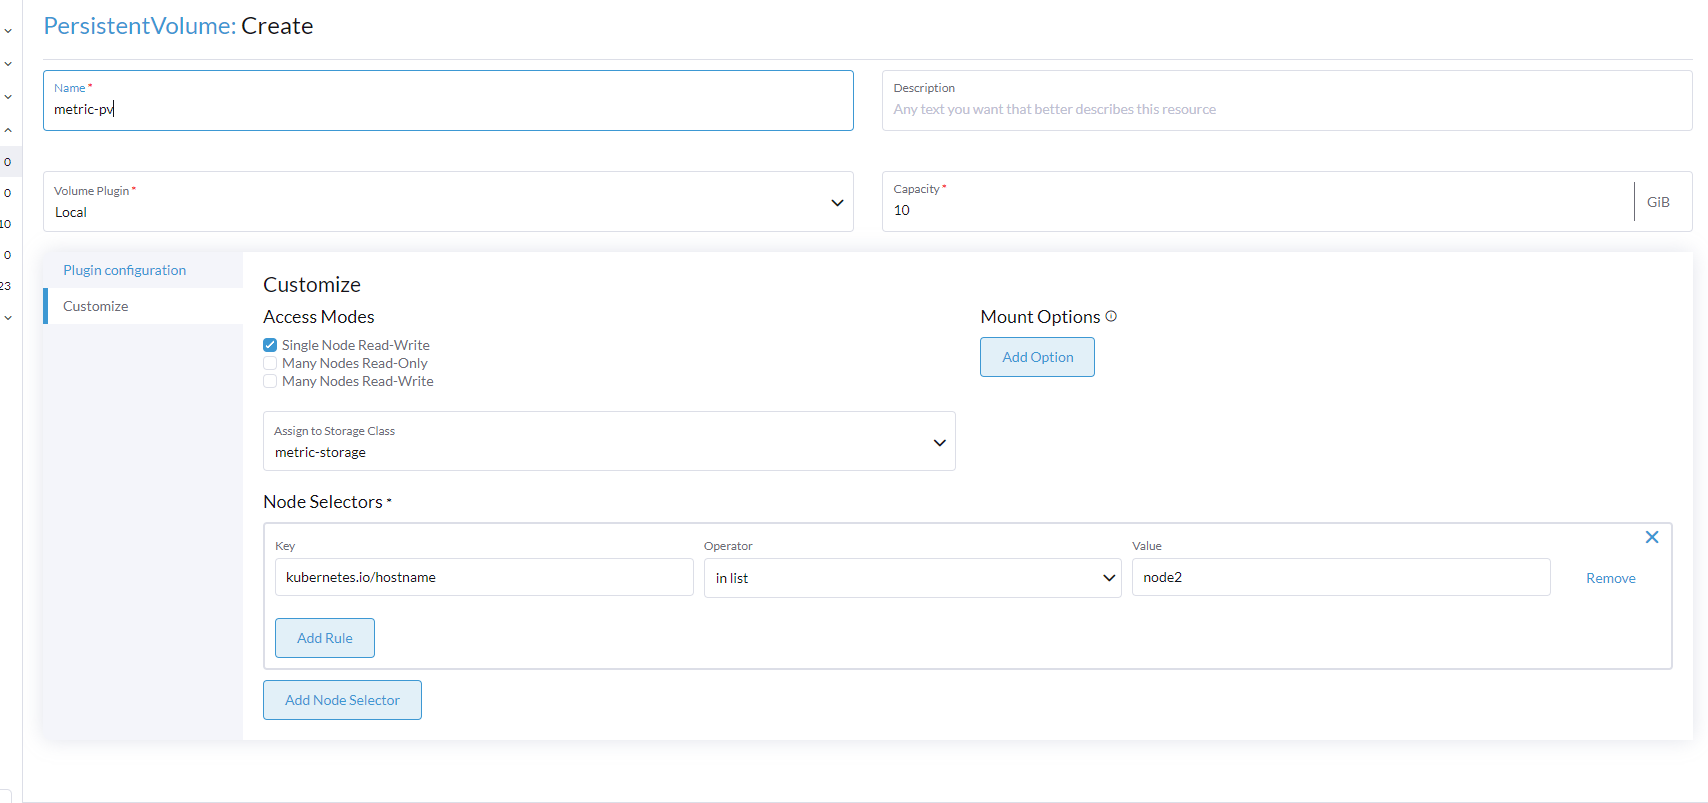 PersistentVolume: Create
Name *
metric-pv
Description
Any text you want that better describes this resource
Volume Plugin *
Local
Capacity *
10
GiB
0
0
10
0
23
Plugin configuration
Customize
Customize
Access Modes
Single Node Read-Write
Many Nodes Read-Only
Many Nodes Read-Write
Mount Options
Add Option
Assign to Storage Class
metric-storage
Node Selectors *
Key
Operator
Value
kubernetes.io/hostname
in list
node2
Remove
Add Rule
Add Node Selector